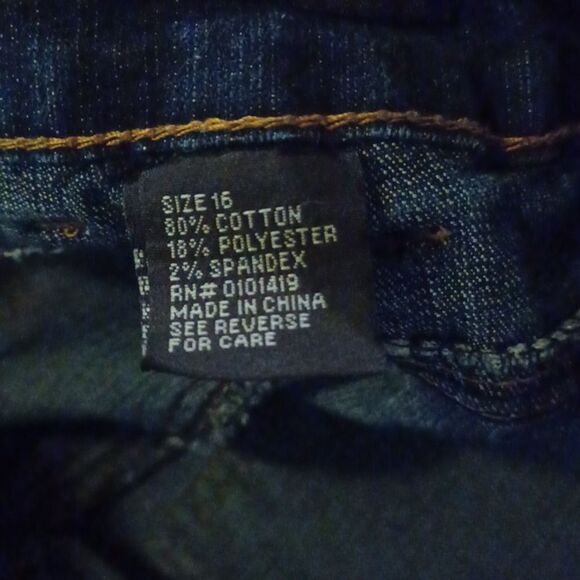 SIZE 16
80% COTTON
18% POLYESTER
2% SPANDEX
RN# 0101419
MADE IN CHINA
SEE REVERSE
FOR CARE